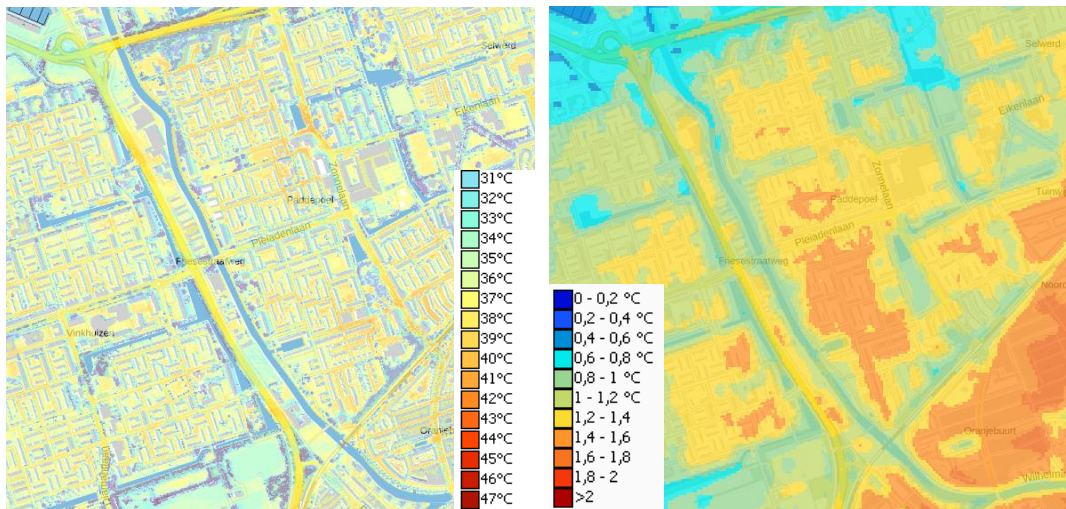 Selwerd
Eikenlaan
Zonnelaan
Paddepoel
Pleiadenlaan
Friesestraatweg
Vinkhuizen
31°C
32°C
33°C
34°C
35°C
36°C
37°C
38°C
39°C
40°C
41°C
42°C
43°C
44°C
45°C
46°C
47°C
Selwerd
Eikenlaan
Zonnelaan
Tuinw
Paddepoel
Pleiadenlaan
Friesestraatweg
Noord
Oranjebuurt
Wilhelmi
0 - 0,2 °C
0,2 - 0,4 °C
0,4 - 0,6 °C
0,6 - 0,8 °C
0,8 - 1 °C
1 - 1,2 °C
1,2 - 1,4
1,4 - 1,6
1,6 - 1,8
1,8 - 2
>2